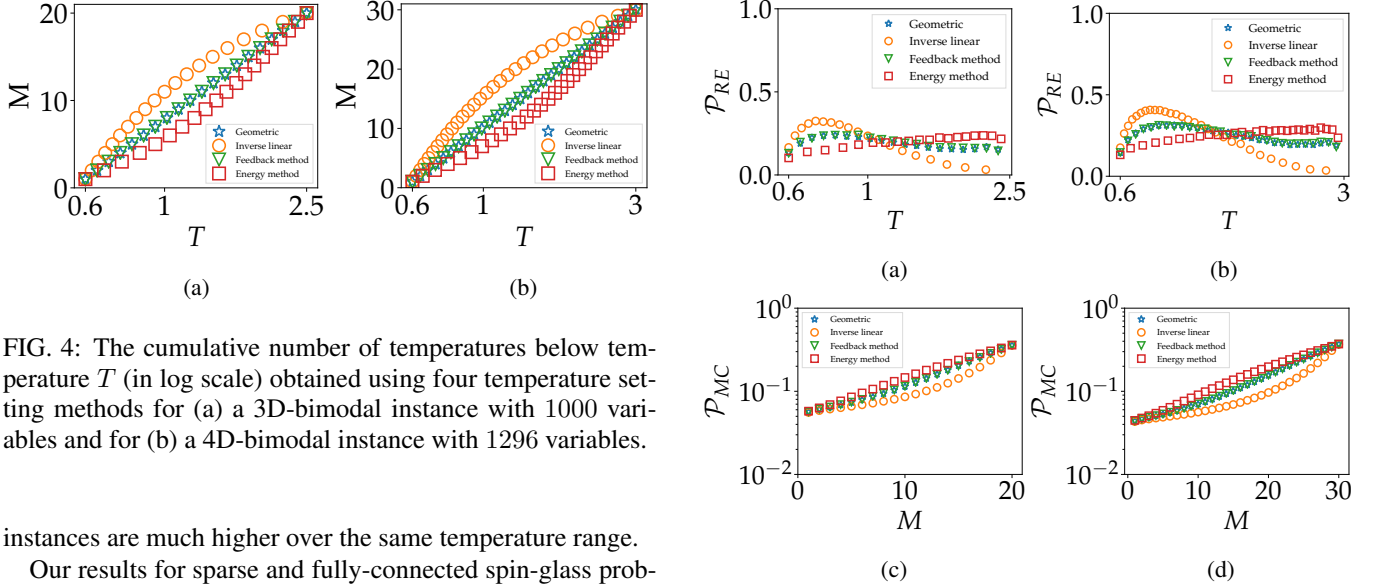 M
20
10
0
0.6
1
2.5
T
Geometric
Inverse linear
Feedback method
Energy method
(a)
M
30
20
10
0
0.6
1
3
T
Geometric
Inverse linear
Feedback method
Energy method
(b)
FIG. 4: The cumulative number of temperatures below tem-
perature T (in log scale) obtained using four temperature set-
ting methods for (a) a 3D-bimodal instance with 1000 vari-
ables and for (b) a 4D-bimodal instance with 1296 variables.
instances are much higher over the same temperature range.
Our results for sparse and fully-connected spin-glass prob-
P_RE
1.0
0.5
0.0
0.6
1
2.5
T
Geometric
Inverse linear
Feedback method
Energy method
(a)
P_RE
1.0
0.5
0.0
0.6
3
T
Geometric
Inverse linear
Feedback method
Energy method
(b)
P_MC
10^0
10^-1
10^-2
0
10
20
M
Geometric
Inverse linear
Feedback method
Energy method
(c)
P_MC
10^0
10^-1
10^-2
0
10
20
30
M
Geometric
Inverse linear
Feedback method
Energy method
(d)